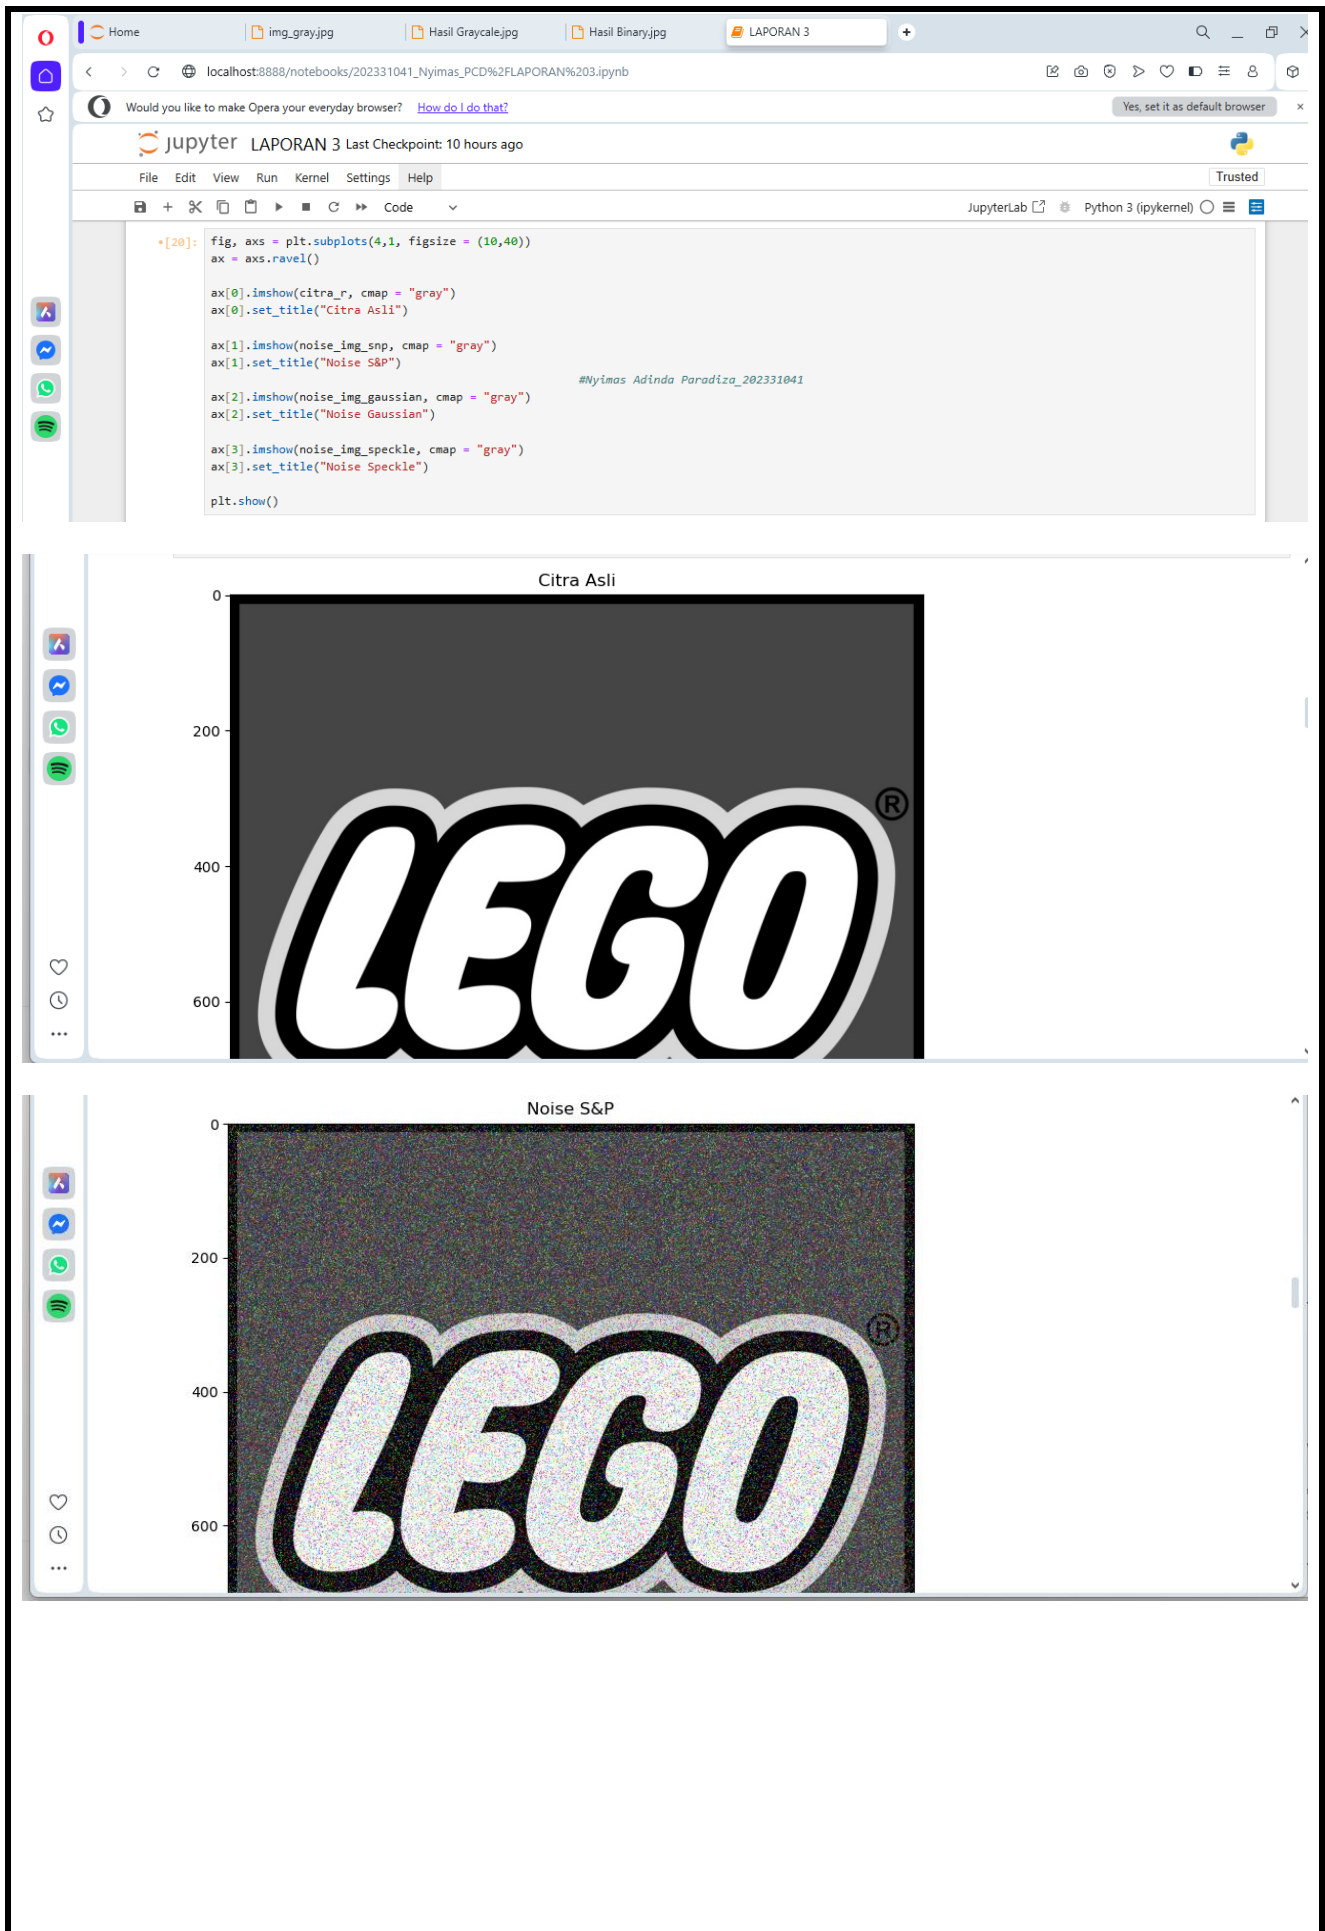 Home
img_gray.jpg
Hasil Graycale.jpg
Hasil Binary.jpg
LAPORAN 3
localhost:8888/notebooks/202331041_Nyimas_PCD%2FLAPORAN%203.ipynb
Would you like to make Opera your everyday browser? How do I do that?
Yes, set it as default browser
jupyter LAPORAN 3 Last Checkpoint: 10 hours ago
File Edit View Run Kernel Settings Help
Trusted
Code
JupyterLab
Python 3 (ipykernel)
•[20]:
fig, axs = plt.subplots(4,1, figsize = (10,40))
ax = axs.ravel()
ax[0].imshow(citra_r, cmap = "gray")
ax[0].set_title("Citra Asli")
ax[1].imshow(noise_img_snp, cmap = "gray")
ax[1].set_title("Noise S&P")
#Nyimas Adinda Paradiza_202331041
ax[2].imshow(noise_img_gaussian, cmap = "gray")
ax[2].set_title("Noise Gaussian")
ax[3].imshow(noise_img_speckle, cmap = "gray")
ax[3].set_title("Noise Speckle")
plt.show()
Citra Asli
0
200
400
600
LEGO
®
Noise S&P
0
200
400
600
LEGO
®